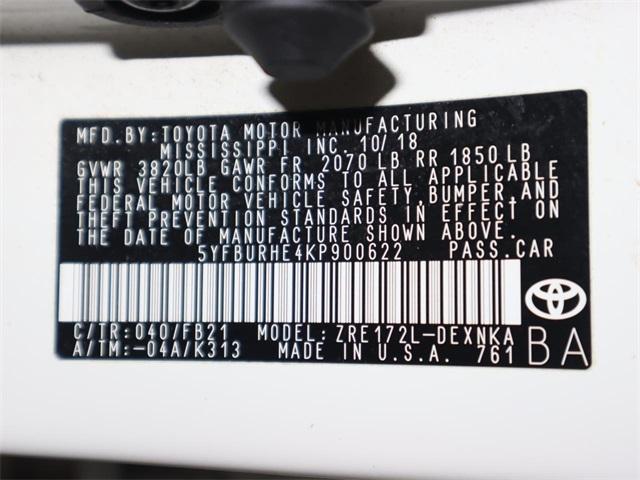 MFD.BY:TOYOTA MOTOR MANUFACTURING
MISSISSIPPI INC. 10/18
GVWR 3820LB GAWR FR 2070 LB RR 1850 LB
THIS VEHICLE CONFORMS TO ALL APPLICABLE
FEDERAL MOTOR VEHICLE SAFETY,BUMPER,AND
THEFT PREVENTION STANDARDS IN EFFECT ON
THE DATE OF MANUFACTURE SHOWN ABOVE.
5YFBURHE4KP900622 PASS.CAR
C/TR:040/FB21 MODEL:ZRE172L-DEXNKA
A/TM:-04A/K313 MADE IN U.S.A. 761
BA